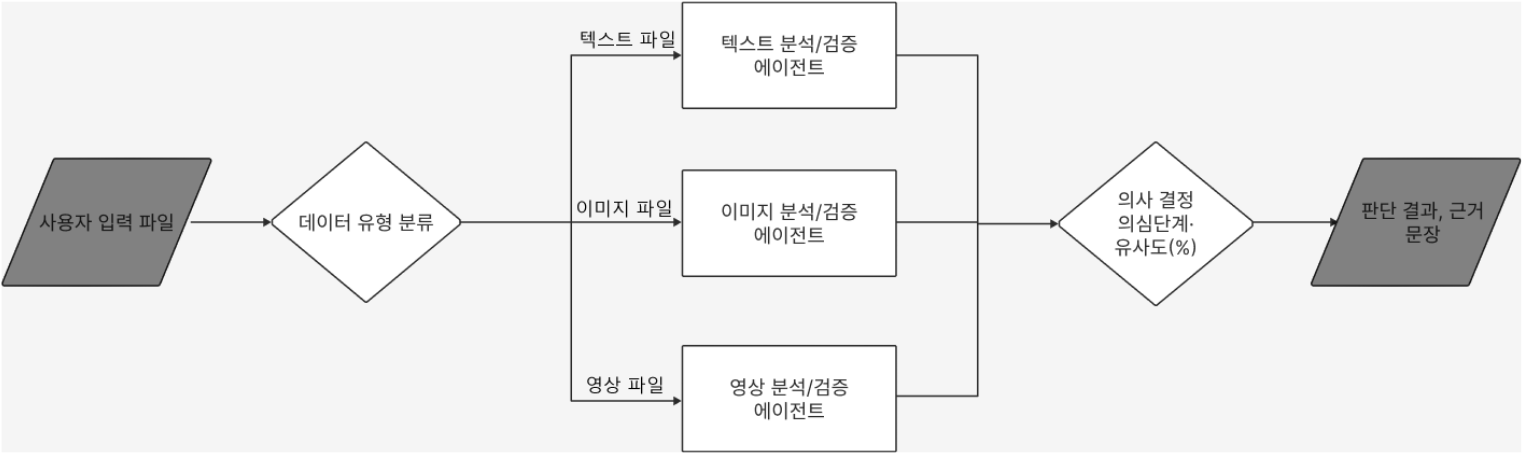 사용자 입력 파일
데이터 유형 분류
텍스트 파일
이미지 파일
영상 파일
텍스트 분석/검증
에이전트
이미지 분석/검증
에이전트
영상 분석/검증
에이전트
의사 결정
의심단계·
유사도(%)
판단 결과, 근거
문장